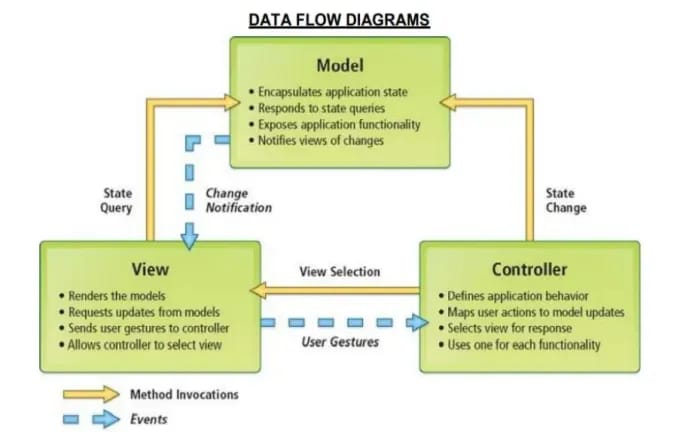 DATA FLOW DIAGRAMS
Model
• Encapsulates application state
• Responds to state queries
• Exposes application functionality
• Notifies views of changes
State
Query
Change
Notification
State
Change
View
• Renders the models
• Requests updates from models
• Sends user gestures to controller
• Allows controller to select view
View Selection
User Gestures
Controller
• Defines application behavior
• Maps user actions to model updates
• Selects view for response
• Uses one for each functionality
Method Invocations
Events